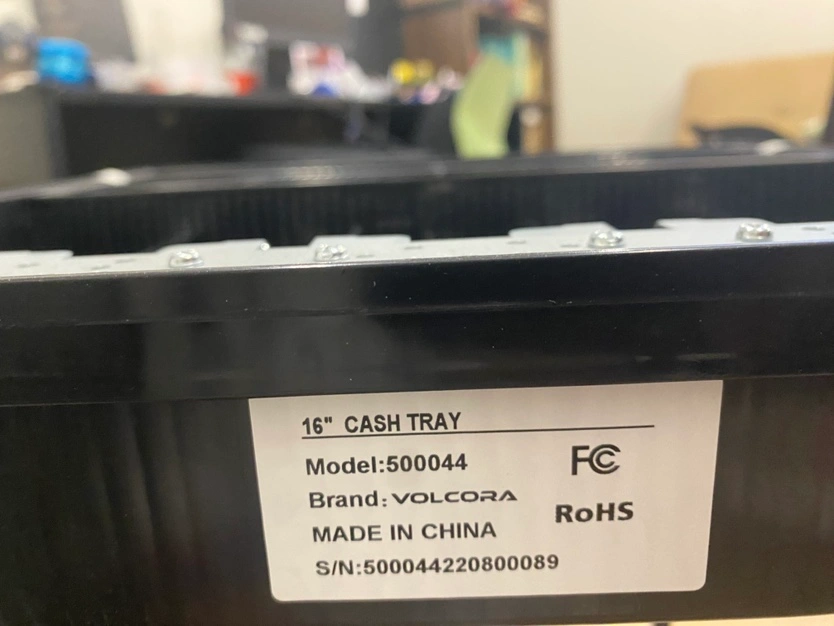 16" CASH TRAY
Model:500044
FC
Brand:VOLCORA
RoHS
MADE IN CHINA
S/N:500044220800089